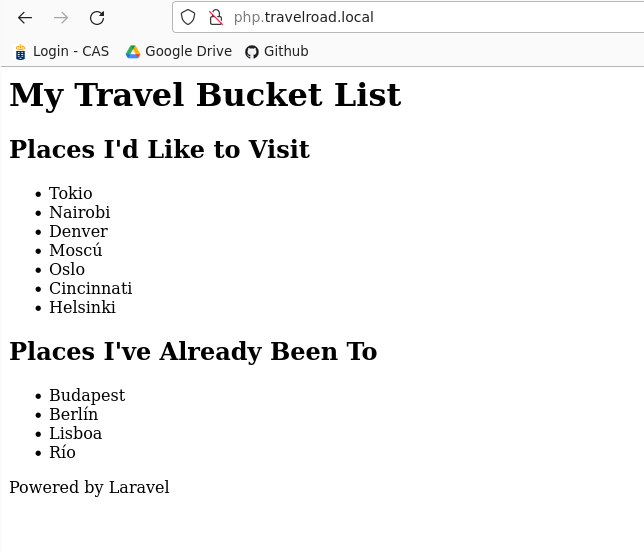 php.travelroad.local
Login - CAS Google Drive Github
My Travel Bucket List
Places I'd Like to Visit
Tokio
Nairobi
Denver
Moscú
Oslo
Cincinnati
Helsinki
Places I've Already Been To
Budapest
Berlín
Lisboa
Río
Powered by Laravel